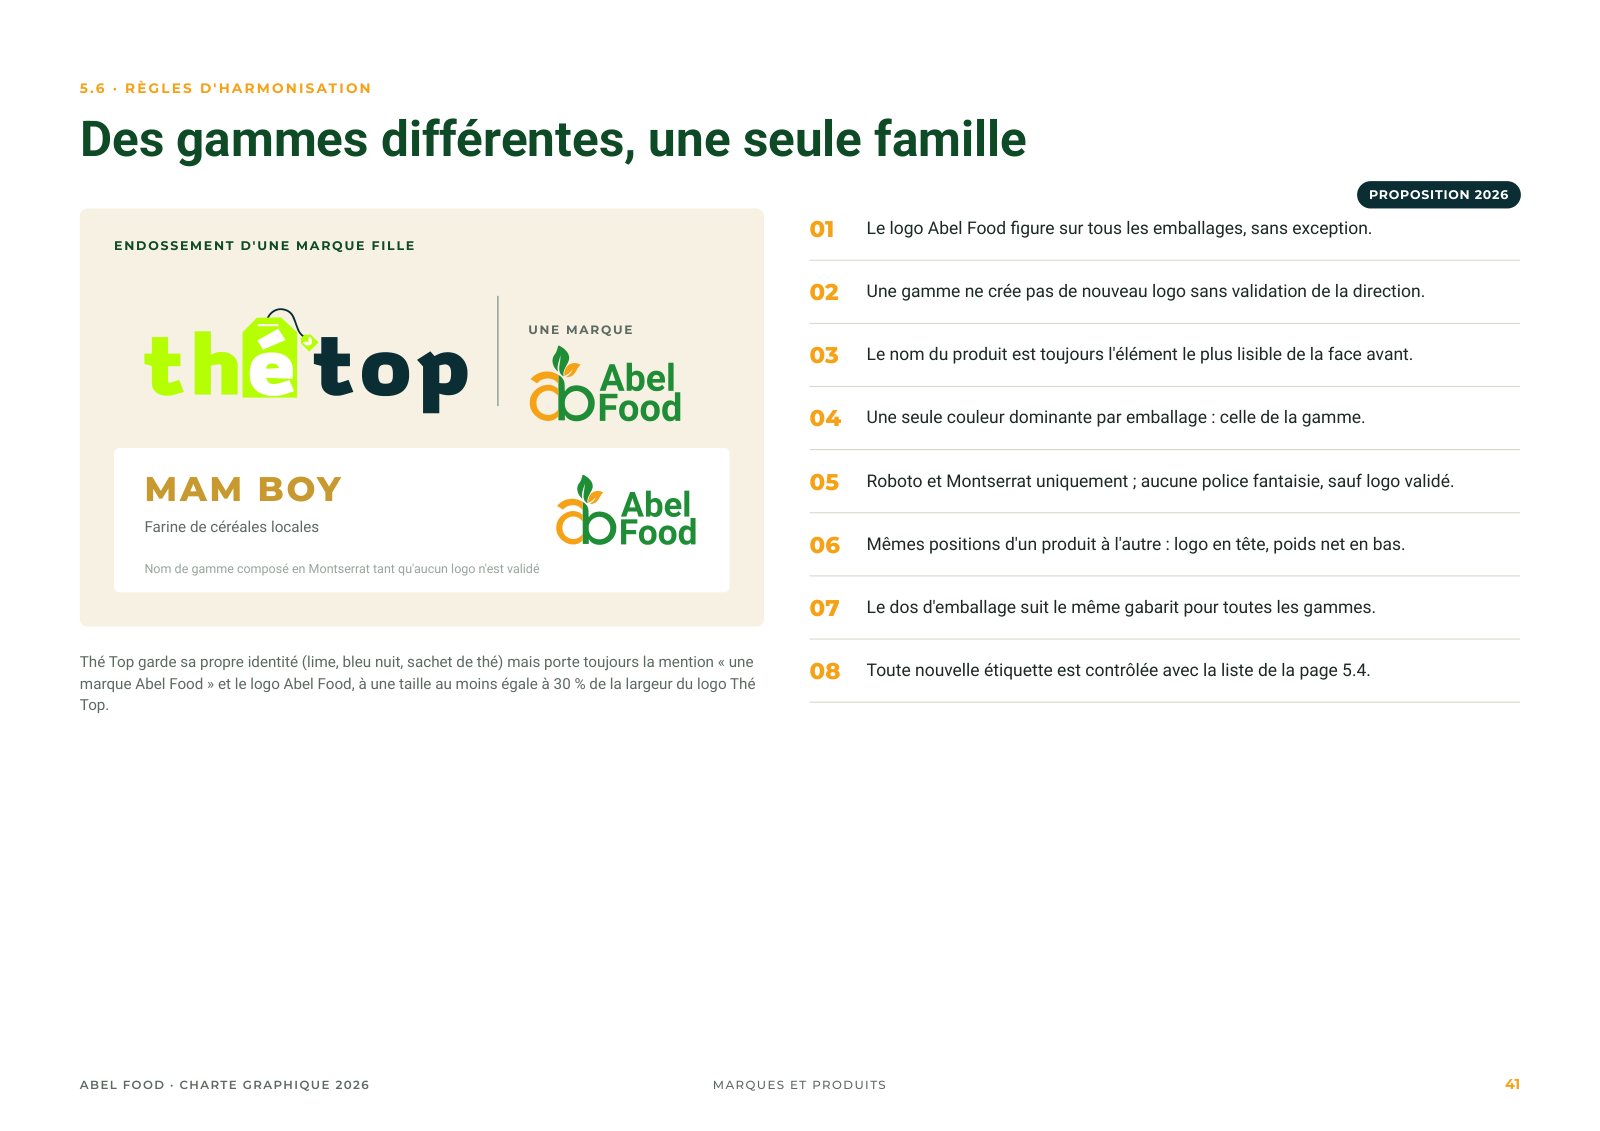 5.6 · RÈGLES D'HARMONISATION
Des gammes différentes, une seule famille
PROPOSITION 2026
ENDOSSEMENT D'UNE MARQUE FILLE
thé top
UNE MARQUE
ab Abel
Food
MAM BOY
Farine de céréales locales
ab Abel
Food
Nom de gamme composé en Montserrat tant qu'aucun logo n'est validé
Thé Top garde sa propre identité (lime, bleu nuit, sachet de thé) mais porte toujours la mention « une
marque Abel Food » et le logo Abel Food, à une taille au moins égale à 30 % de la largeur du logo Thé
Top.
01 Le logo Abel Food figure sur tous les emballages, sans exception.
02 Une gamme ne crée pas de nouveau logo sans validation de la direction.
03 Le nom du produit est toujours l'élément le plus lisible de la face avant.
04 Une seule couleur dominante par emballage : celle de la gamme.
05 Roboto et Montserrat uniquement ; aucune police fantaisie, sauf logo validé.
06 Mêmes positions d'un produit à l'autre : logo en tête, poids net en bas.
07 Le dos d'emballage suit le même gabarit pour toutes les gammes.
08 Toute nouvelle étiquette est contrôlée avec la liste de la page 5.4.
ABEL FOOD · CHARTE GRAPHIQUE 2026
MARQUES ET PRODUITS
41